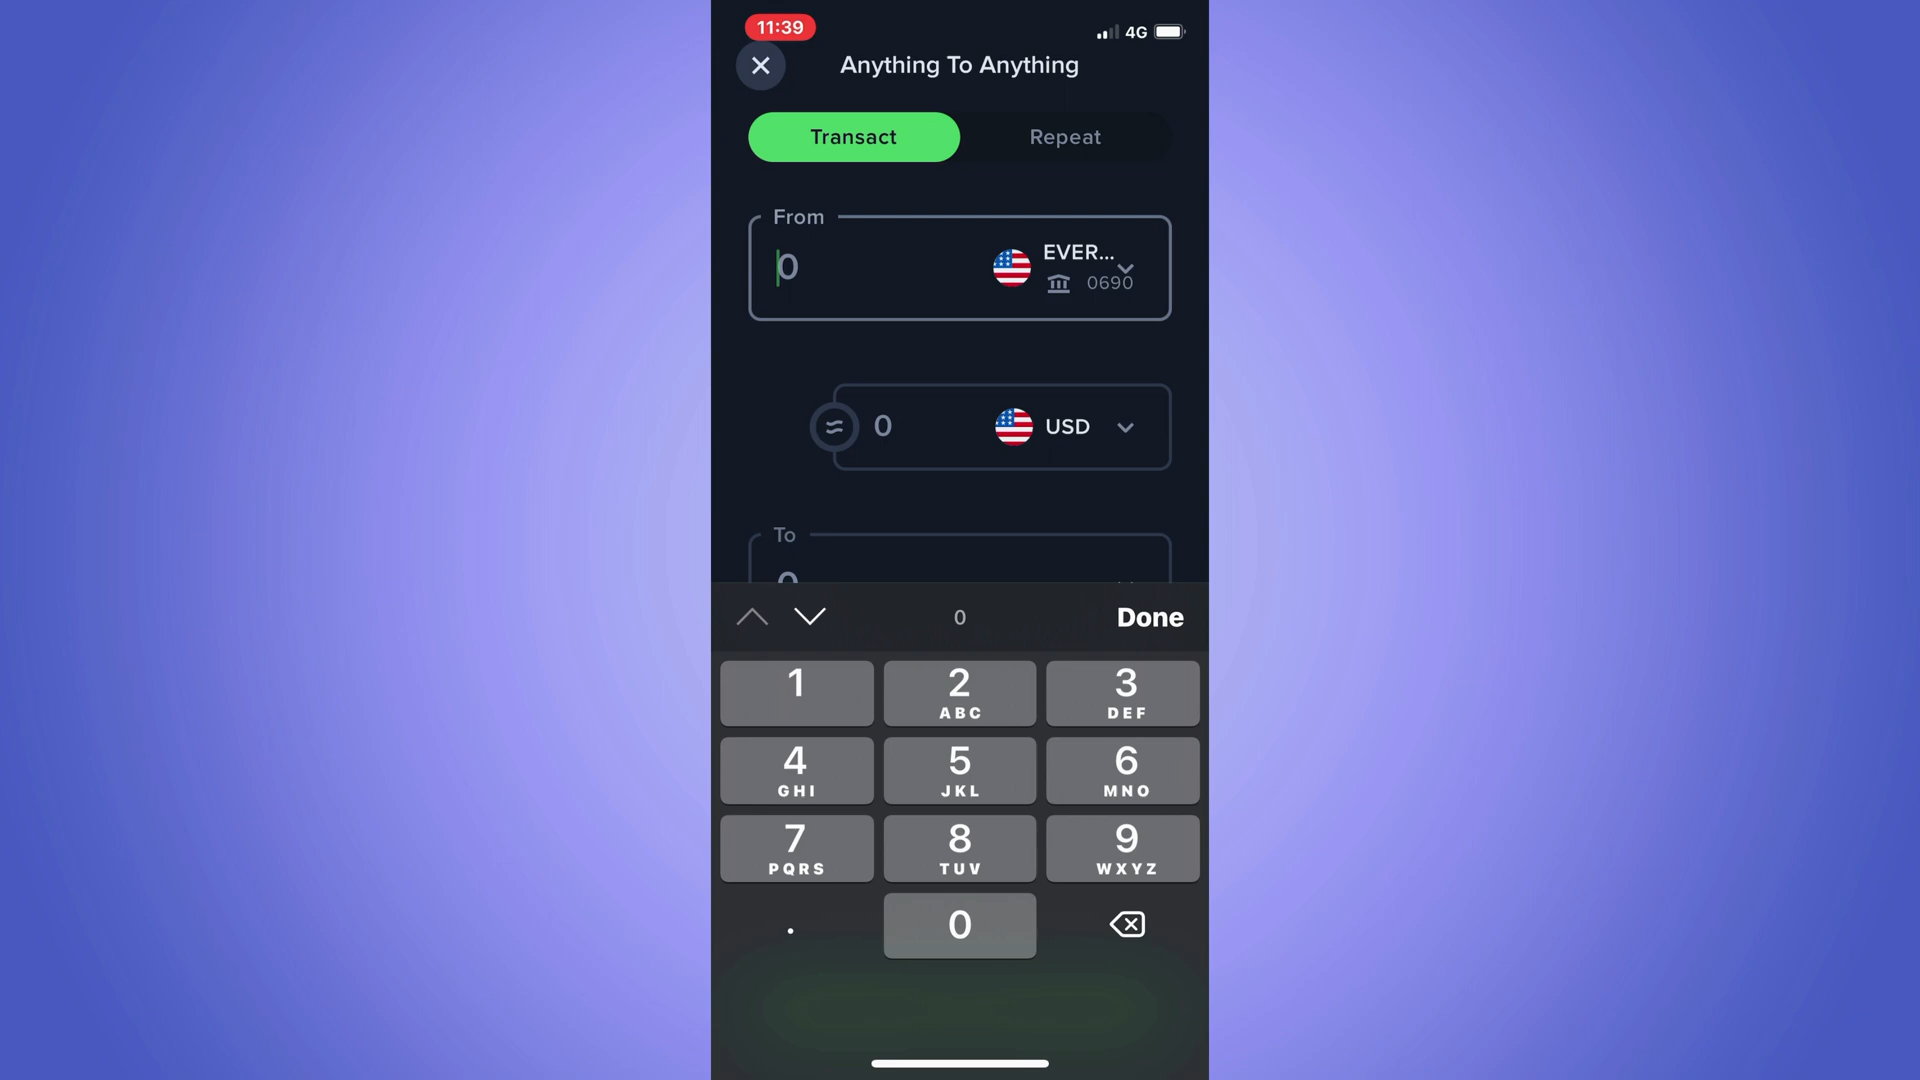 11:39
4G
Anything To Anything
Transact
Repeat
From
0
EVER...
0690
0
USD
To
0
0
Done
1
2
ABC
3
DEF
4
GHI
5
JKL
6
MNO
7
PQRS
8
TUV
9
WXYZ
.
0